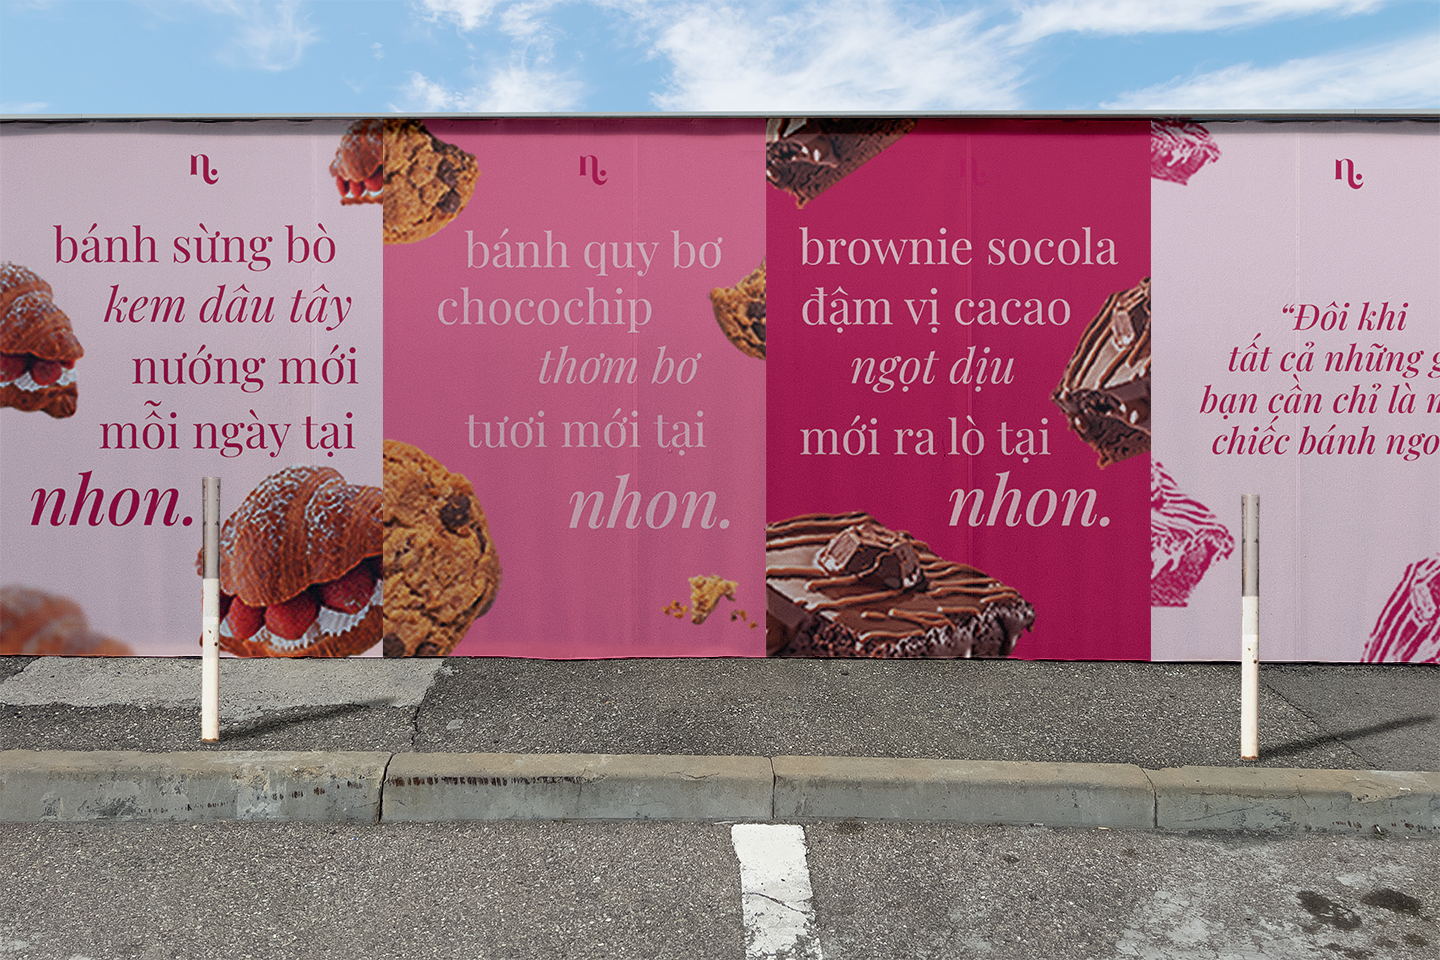 n.
bánh sừng bò
kem dâu tây
nướng mới
mỗi ngày tại
nhon.
n.
bánh quy bơ
chocochip
thơm bơ
tươi mới tại
nhon.
n.
brownie socola
đậm vị cacao
ngọt dịu
mới ra lò tại
nhon.
n.
“Đôi khi
tất cả những
bạn cần chỉ là
chiếc bánh